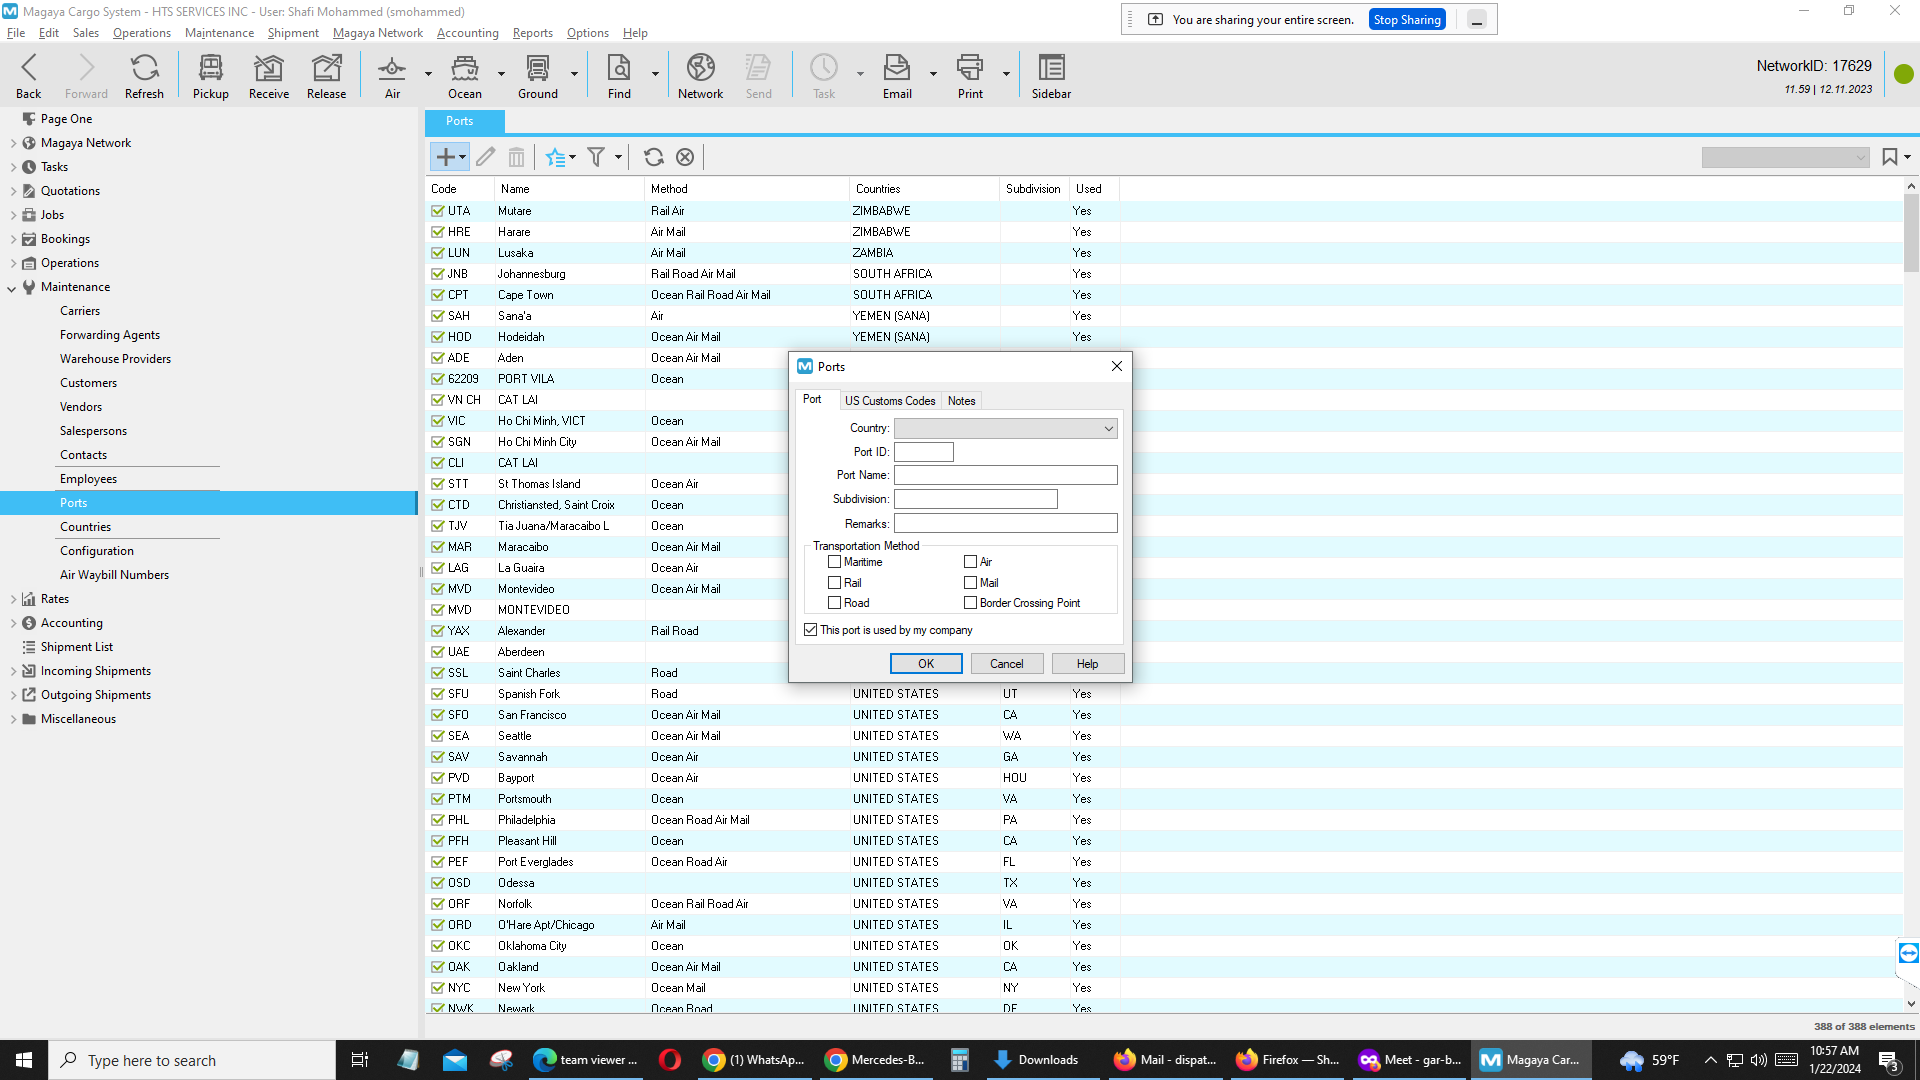 Magaya Cargo System - HTS SERVICES INC - User: Shafi Mohammed (smohammed)
You are sharing your entire screen. Stop Sharing
File Edit Sales Operations Maintenance Shipment Magaya Network Accounting Reports Options Help
Back Forward Refresh Pickup Receive Release Air Ocean Ground Find Network Send Task Email Print Sidebar
NetworkID: 17629
11.59 | 12.11.2023
Page One
Magaya Network
Tasks
Quotations
Jobs
Bookings
Operations
Maintenance
Carriers
Forwarding Agents
Warehouse Providers
Customers
Vendors
Salespersons
Contacts
Employees
Ports
Countries
Configuration
Air Waybill Numbers
Rates
Accounting
Shipment List
Incoming Shipments
Outgoing Shipments
Miscellaneous
Ports
Code Name Method Countries Subdivision Used
UTA Mutare Rail Air ZIMBABWE Yes
HRE Harare Air Mail ZIMBABWE Yes
LUN Lusaka Air Mail ZAMBIA Yes
JNB Johannesburg Rail Road Air Mail SOUTH AFRICA Yes
CPT Cape Town Ocean Rail Road Air Mail SOUTH AFRICA Yes
SAH Sana'a Air YEMEN (SANA) Yes
HOD Hodeidah Ocean Air Mail YEMEN (SANA) Yes
ADE Aden Ocean Air Mail
62209 PORT VILA Ocean
VN CH CAT LAI
VIC Ho Chi Minh, VICT Ocean
SGN Ho Chi Minh City Ocean Air Mail
CLI CAT LAI
STT St Thomas Island Ocean Air
CTD Christiansted, Saint Croix Ocean
TJV Tia Juana/Maracaibo L Ocean
MAR Maracaibo Ocean Air Mail
LAG La Guaira Ocean Air
MVD Montevideo Ocean Air Mail
MVD MONTEVIDEO
YAX Alexander Rail Road
UAE Aberdeen
SSL Saint Charles Road
SFU Spanish Fork Road UNITED STATES UT Yes
SFO San Francisco Ocean Air Mail UNITED STATES CA Yes
SEA Seattle Ocean Air Mail UNITED STATES WA Yes
SAV Savannah Ocean Air UNITED STATES GA Yes
PVD Bayport Ocean Air UNITED STATES HOU Yes
PTM Portsmouth Ocean UNITED STATES VA Yes
PHL Philadelphia Ocean Road Air Mail UNITED STATES PA Yes
PFH Pleasant Hill Ocean UNITED STATES CA Yes
PEF Port Everglades Ocean Road Air UNITED STATES FL Yes
OSD Odessa UNITED STATES TX Yes
ORF Norfolk Ocean Rail Road Air UNITED STATES VA Yes
ORD O'Hare Apt/Chicago Air Mail UNITED STATES IL Yes
OKC Oklahoma City Ocean UNITED STATES OK Yes
OAK Oakland Ocean Air Mail UNITED STATES CA Yes
NYC New York Ocean Mail UNITED STATES NY Yes
NWK Newark Ocean Road UNITED STATES DE Yes
Ports
Port US Customs Codes Notes
Country:
Port ID:
Port Name:
Subdivision:
Remarks:
Transportation Method
Maritime Air
Rail Mail
Road Border Crossing Point
This port is used by my company
OK Cancel Help
388 of 388 elements
Type here to search
team viewer ...
(1) WhatsAp...
Mercedes-B...
Downloads
Mail - dispat...
Firefox — Sh...
Meet - gar-b...
Magaya Car...
59°F
10:57 AM
1/22/2024
3